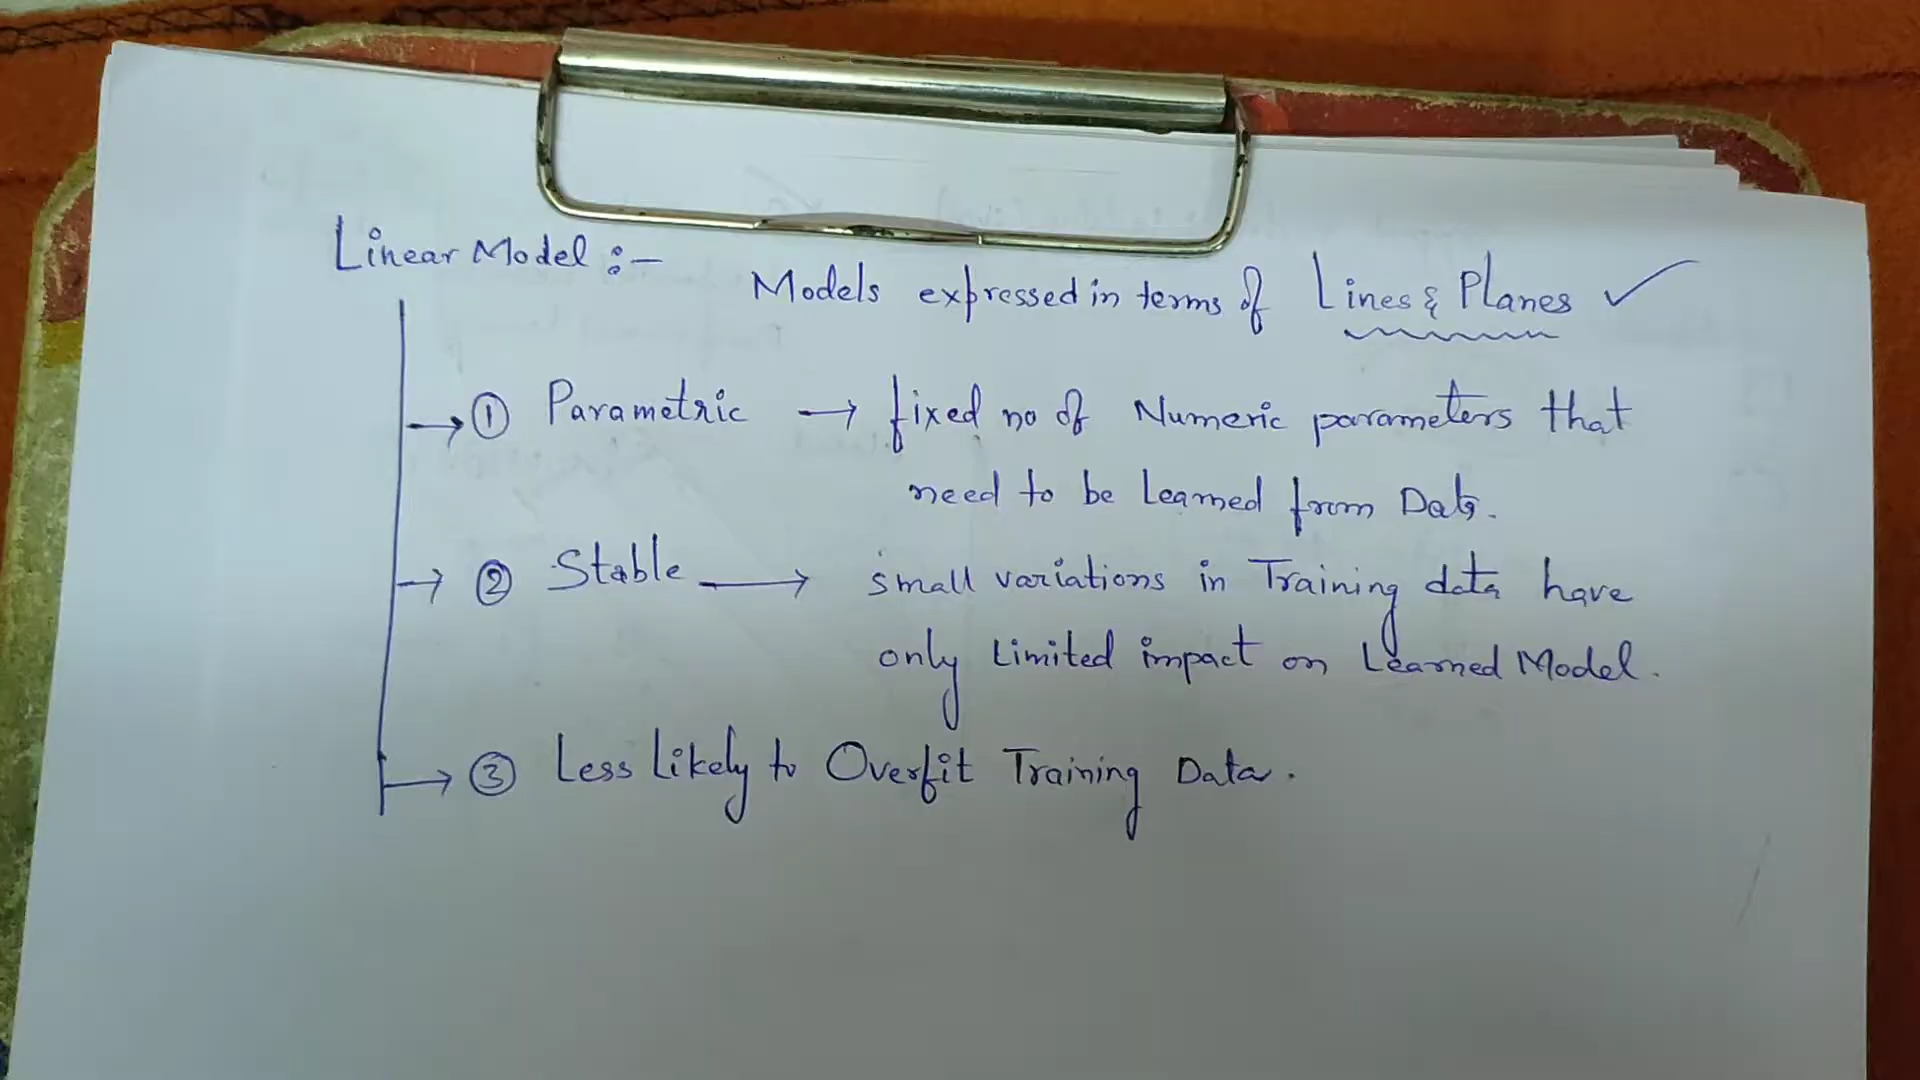 Linear Model :-
Models expressed in terms of Lines & Planes ✓
→ ① Parametric → fixed no of Numeric parameters that
need to be Learned from Data.
→ ② Stable → small variations in Training data have
only Limited impact on Learned Model.
→ ③ Less Likely to Overfit Training Data.